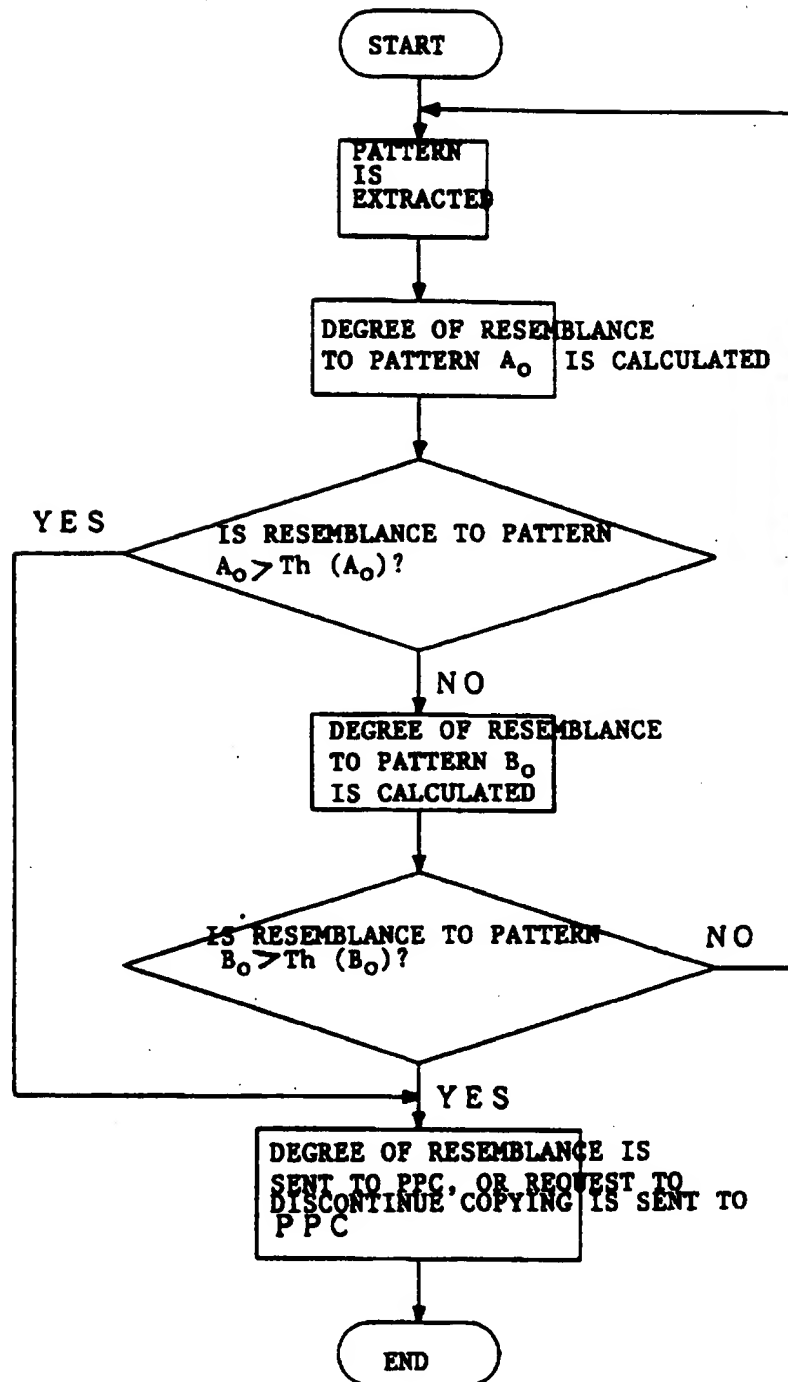 START
PATTERN
IS
EXTRACTED
DEGREE OF RESEMBLANCE
TO PATTERN A₀ IS CALCULATED
YES
IS RESEMBLANCE TO PATTERN
A₀ > Th (A₀)?
NO
DEGREE OF RESEMBLANCE
TO PATTERN B₀
IS CALCULATED
IS RESEMBLANCE TO PATTERN
B₀ > Th (B₀)?
NO
YES
DEGREE OF RESEMBLANCE IS
SENT TO PPC, OR REQUEST TO
DISCONTINUE COPYING IS SENT TO
PPC
END